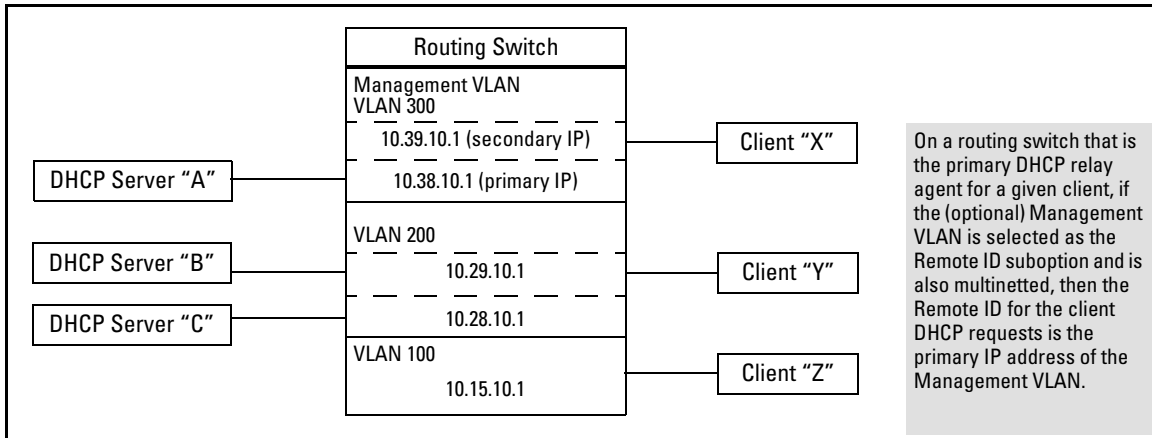 Routing Switch
Management VLAN
VLAN 300
10.39.10.1 (secondary IP)
10.38.10.1 (primary IP)
VLAN 200
10.29.10.1
10.28.10.1
VLAN 100
10.15.10.1
DHCP Server “A”
DHCP Server “B”
DHCP Server “C”
Client “X”
Client “Y”
Client “Z”
On a routing switch that is
the primary DHCP relay
agent for a given client, if
the (optional) Management
VLAN is selected as the
Remote ID suboption and is
also multinetted, then the
Remote ID for the client
DHCP requests is the
primary IP address of the
Management VLAN.